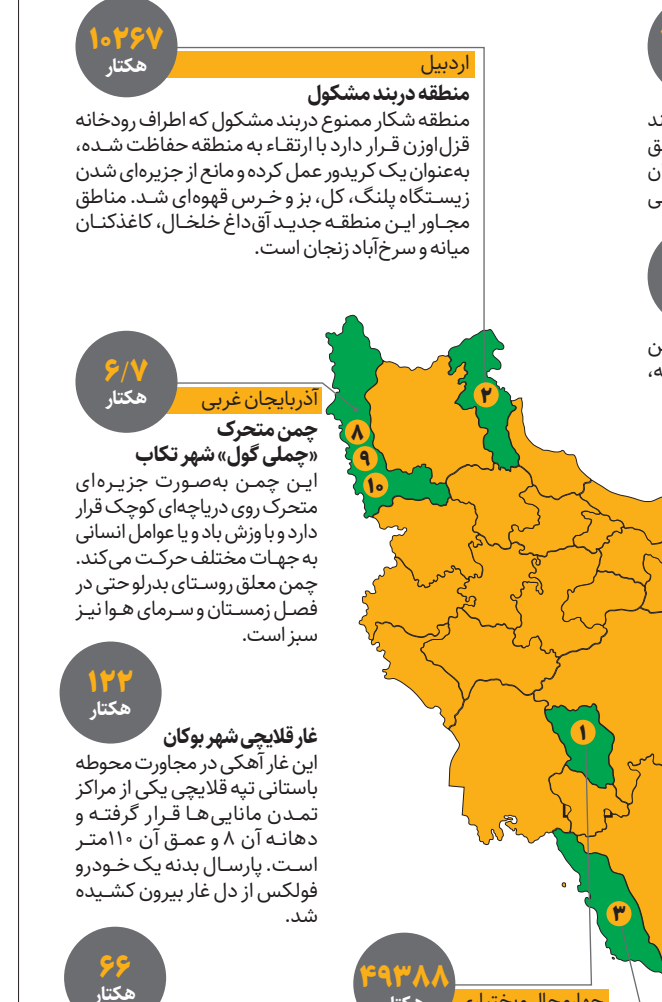 ۱۰۲۶۷
هکتار
اردبیل
منطقه دربند مشکول
منطقه شکار ممنوع دربند مشکول که اطراف رودخانه
قزل‌اوزن قرار دارد با ارتقاء به منطقه حفاظت شده،
به‌عنوان یک کریدور عمل کرده و مانع از جزیره‌ای شدن
زیستگاه پلنگ، کل، بز و خرس قهوه‌ای شد. مناطق
مجاور این منطقه جدید آق‌داغ خلخال، کاغذکنان
میانه و سرخ‌آباد زنجان است.
۶/۷
هکتار
آذربایجان غربی
چمن متحرک
«چملی گول» شهر تکاب
این چمن به‌صورت جزیره‌ای
متحرک روی دریاچه‌ای کوچک قرار
دارد و با وزش باد و یا عوامل انسانی
به جهات مختلف حرکت می‌کند.
چمن معلق روستای بدرلو حتی در
فصل زمستان و سرمای هوا نیز
سبز است.
۱۲۲
هکتار
غار قلایچی شهر بوکان
این غار آهکی در مجاورت محوطه
باستانی تپه قلایچی یکی از مراکز
تمدن مانایی‌ها قرار گرفته و
دهانه آن ۸ و عمق آن ۱۱۰متر
است. پارسال بدنه یک خودرو
فولکس از دل غار بیرون کشیده
شد.
۶۶
هکتار
۴۹۳۸۸
۲
۸
۹
۱۰
۱
۳